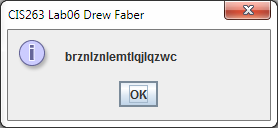 CIS263 Lab06 Drew Faber
brznlznlemtlqjlqzwc
OK